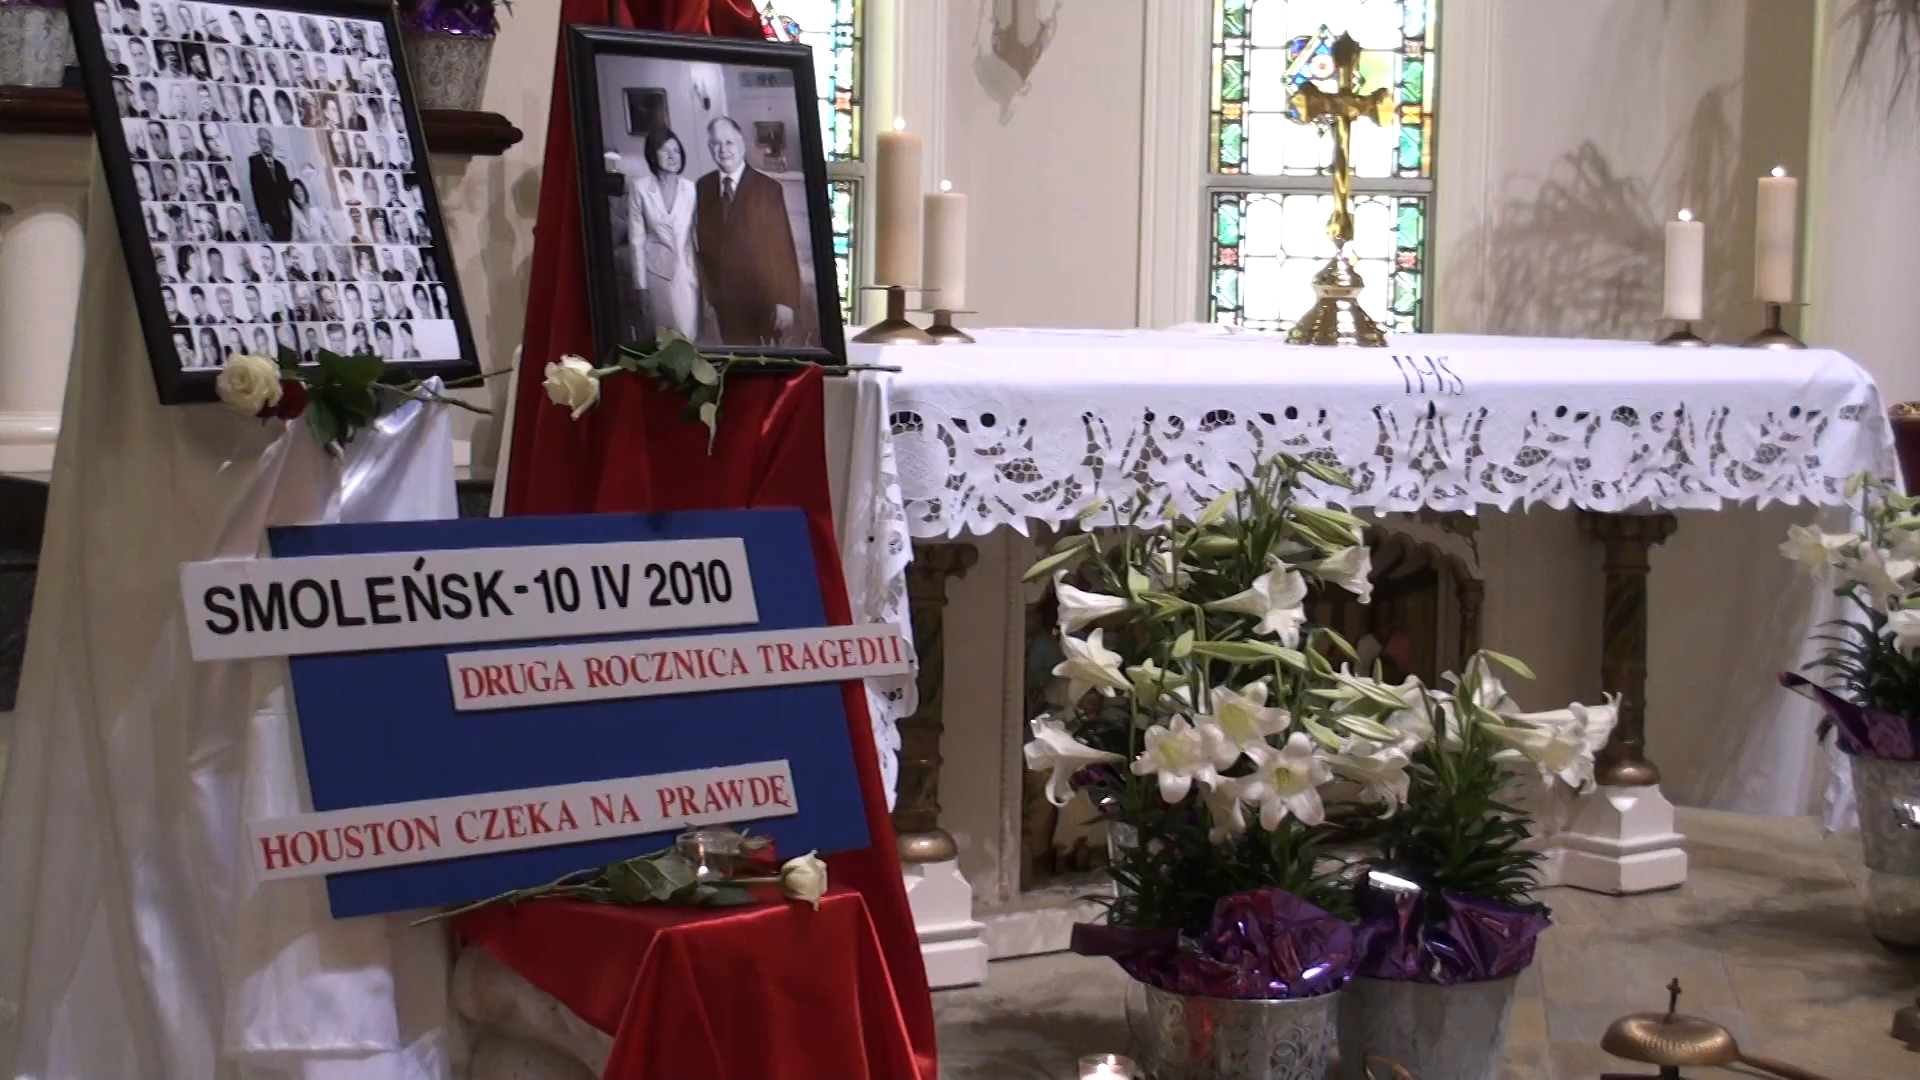 SMOLEŃSK-10 IV 2010
DRUGA ROCZNICA TRAGEDII
HOUSTON CZEKA NA PRAWDĘ
IHS